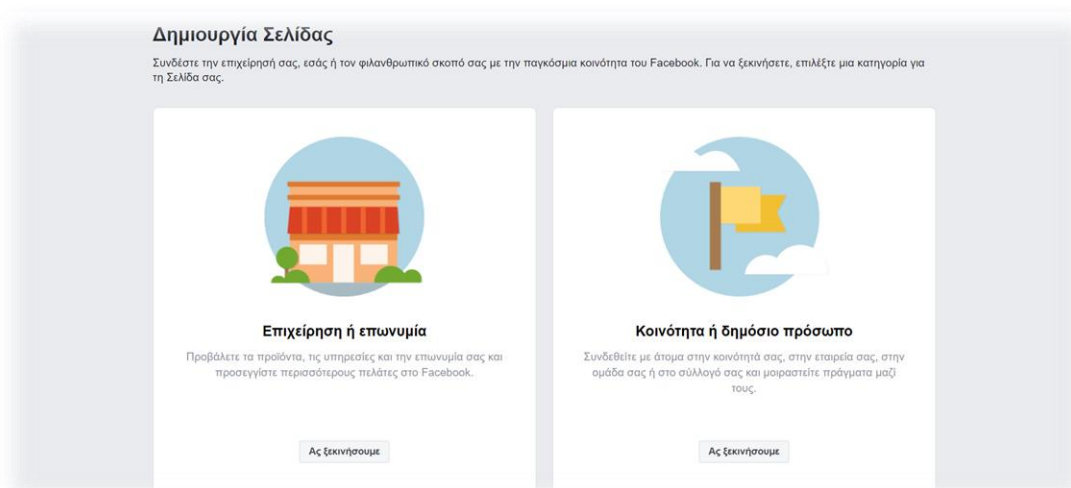 Δημιουργία Σελίδας
Συνδέστε την επιχείρησή σας, εσάς ή τον φιλανθρωπικό σκοπό σας με την παγκόσμια κοινότητα του Facebook. Για να ξεκινήσετε, επιλέξτε μια κατηγορία για
τη Σελίδα σας.
Επιχείρηση ή επωνυμία
Προβάλετε τα προϊόντα, τις υπηρεσίες και την επωνυμία σας και
προσεγγίστε περισσότερους πελάτες στο Facebook.
Ας ξεκινήσουμε
Κοινότητα ή δημόσιο πρόσωπο
Συνδεθείτε με άτομα στην κοινότητά σας, στην εταιρεία σας, στην
ομάδα σας ή στο σύλλογό σας και μοιραστείτε πράγματα μαζί
τους.
Ας ξεκινήσουμε